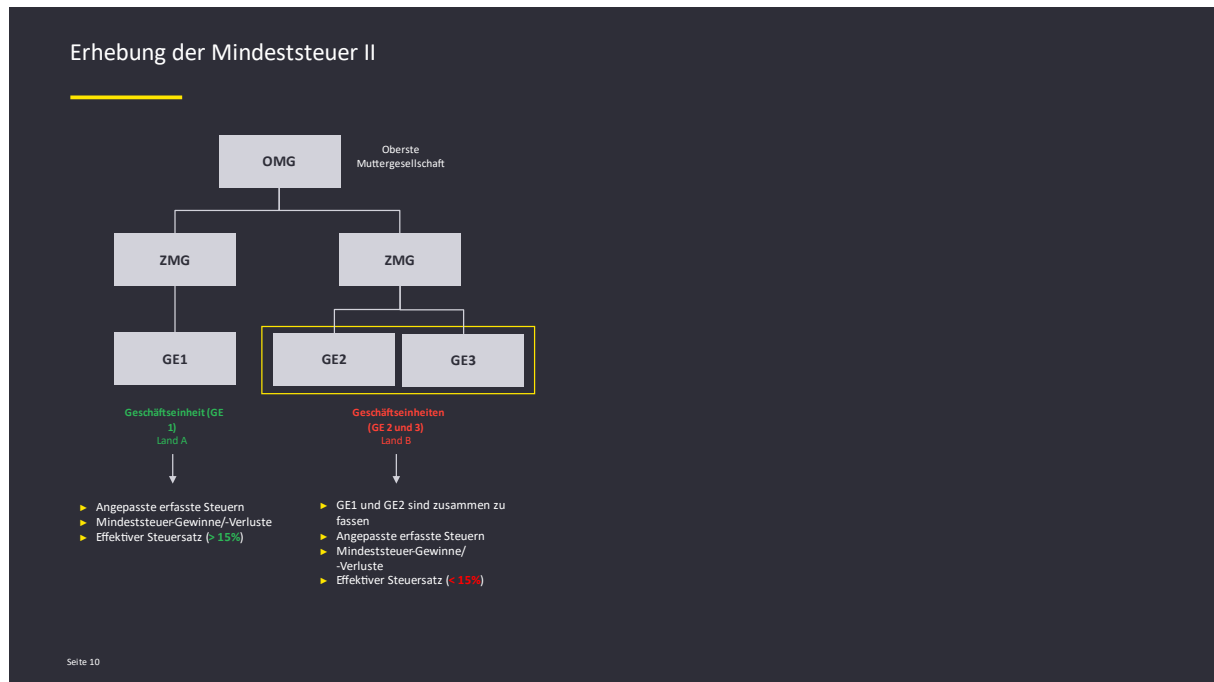 Erhebung der Mindeststeuer II
OMG
Oberste
Muttergesellschaft
ZMG
ZMG
GE1
GE2
GE3
Geschäftseinheit (GE
1)
Land A
Geschäftseinheiten
(GE 2 und 3)
Land B
► Angepasste erfasste Steuern
► Mindeststeuer-Gewinne/-Verluste
► Effektiver Steuersatz (> 15%)
► GE1 und GE2 sind zusammen zu
fassen
► Angepasste erfasste Steuern
► Mindeststeuer-Gewinne/
-Verluste
► Effektiver Steuersatz (< 15%)
Seite 10